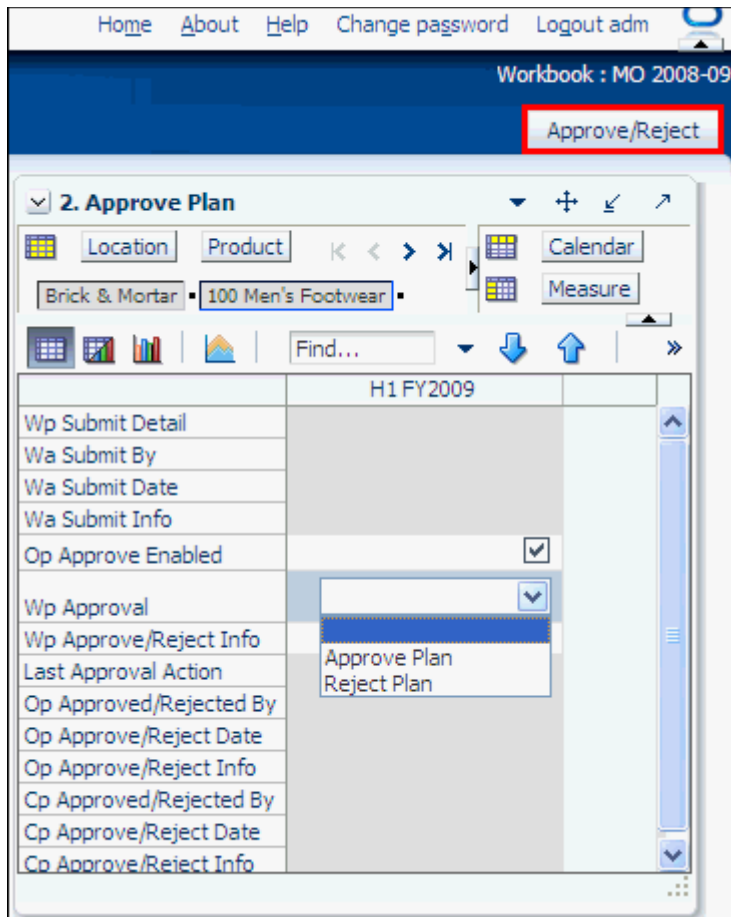 Home About Help Change password Logout adm
Workbook : MO 2008-09
Approve/Reject
2. Approve Plan
Location Product Calendar
Brick & Mortar 100 Men's Footwear Measure
Find...
H1 FY2009
Wp Submit Detail
Wa Submit By
Wa Submit Date
Wa Submit Info
Op Approve Enabled
Wp Approval
Wp Approve/Reject Info
Approve Plan
Last Approval Action
Reject Plan
Op Approved/Rejected By
Op Approve/Reject Date
Op Approve/Reject Info
Cp Approved/Rejected By
Cp Approve/Reject Date
Cp Approve/Reject Info